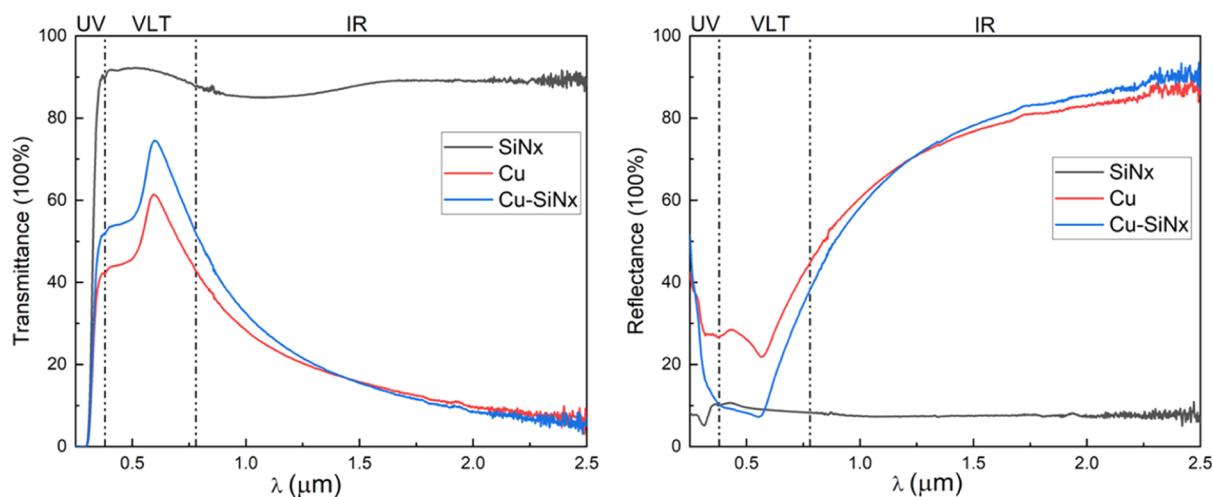 UV VLT IR
100
80
60
40
20
0
Transmittance (100%)
SiNx
Cu
Cu-SiNx
0.5 1.0 1.5 2.0 2.5
λ (μm)
UV VLT IR
100
80
60
40
20
0
Reflectance (100%)
SiNx
Cu
Cu-SiNx
0.5 1.0 1.5 2.0 2.5
λ (μm)